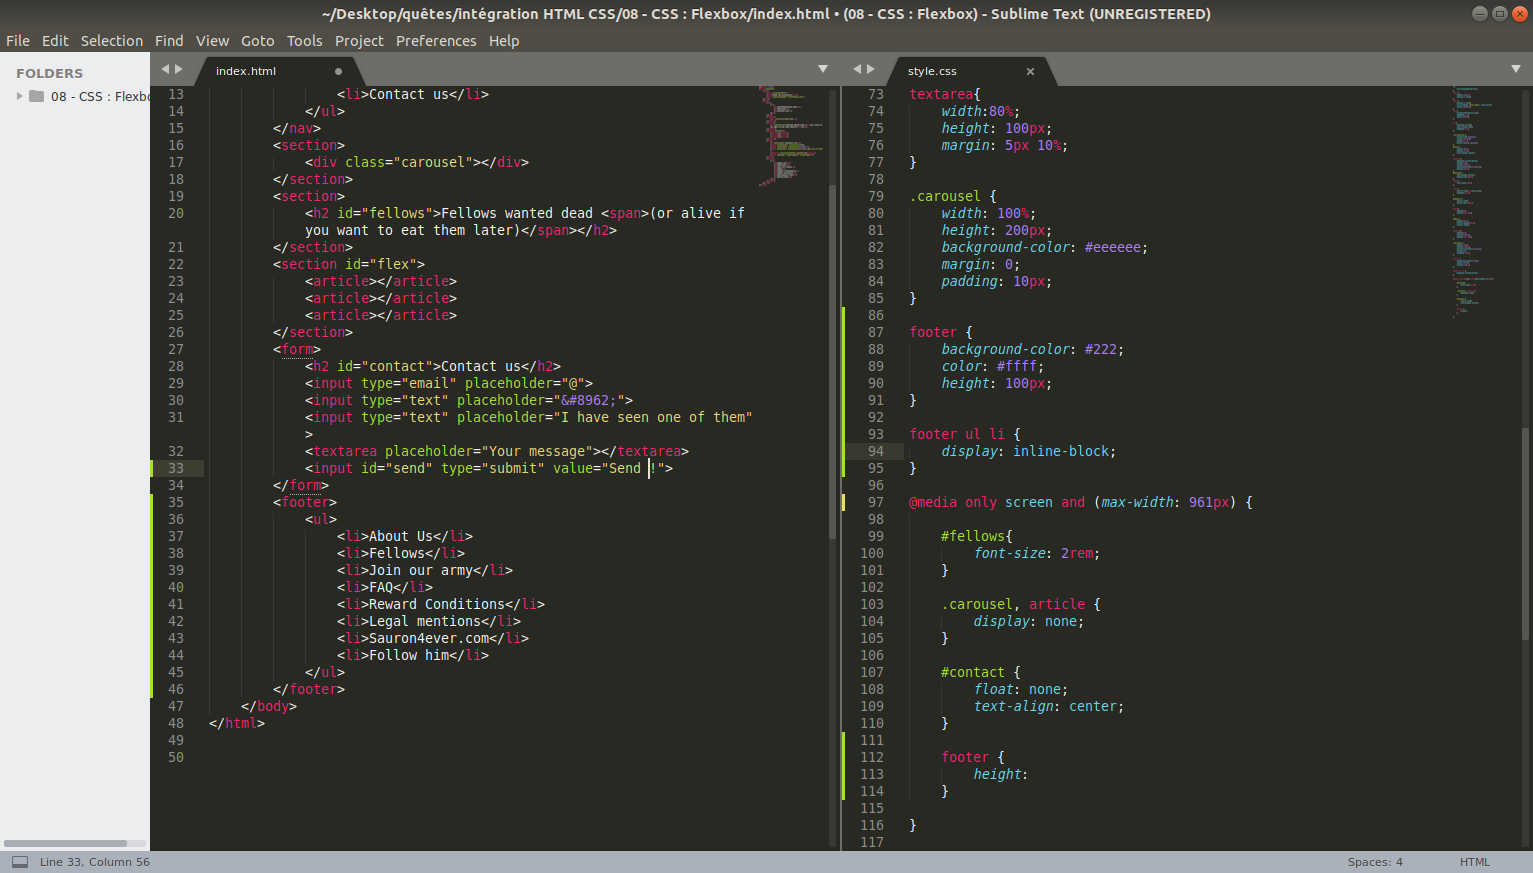 ~/Desktop/quêtes/intégration HTML CSS/08 - CSS : Flexbox/index.html • (08 - CSS : Flexbox) - Sublime Text (UNREGISTERED)
File Edit Selection Find View Goto Tools Project Preferences Help
FOLDERS
08 - CSS : Flexbo
index.html
13 <li>Contact us</li>
14 </ul>
15 </nav>
16 <section>
17 <div class="carousel"></div>
18 </section>
19 <section>
20 <h2 id="fellows">Fellows wanted dead <span>(or alive if
you want to eat them later)</span></h2>
21 </section>
22 <section id="flex">
23 <article></article>
24 <article></article>
25 <article></article>
26 </section>
27 <form>
28 <h2 id="contact">Contact us</h2>
29 <input type="email" placeholder="@">
30 <input type="text" placeholder="&#8962;">
31 <input type="text" placeholder="I have seen one of them"
>
32 <textarea placeholder="Your message"></textarea>
33 <input id="send" type="submit" value="Send !">
34 </form>
35 <footer>
36 <ul>
37 <li>About Us</li>
38 <li>Fellows</li>
39 <li>Join our army</li>
40 <li>FAQ</li>
41 <li>Reward Conditions</li>
42 <li>Legal mentions</li>
43 <li>Sauron4ever.com</li>
44 <li>Follow him</li>
45 </ul>
46 </footer>
47 </body>
48 </html>
49
50
style.css
73 textarea{
74 width:80%;
75 height: 100px;
76 margin: 5px 10%;
77 }
78
79 .carousel {
80 width: 100%;
81 height: 200px;
82 background-color: #eeeeee;
83 margin: 0;
84 padding: 10px;
85 }
86
87 footer {
88 background-color: #222;
89 color: #ffff;
90 height: 100px;
91 }
92
93 footer ul li {
94 display: inline-block;
95 }
96
97 @media only screen and (max-width: 961px) {
98
99 #fellows{
100 font-size: 2rem;
101 }
102
103 .carousel, article {
104 display: none;
105 }
106
107 #contact {
108 float: none;
109 text-align: center;
110 }
111
112 footer {
113 height:
114 }
115
116 }
117
Line 33, Column 56
Spaces: 4
HTML